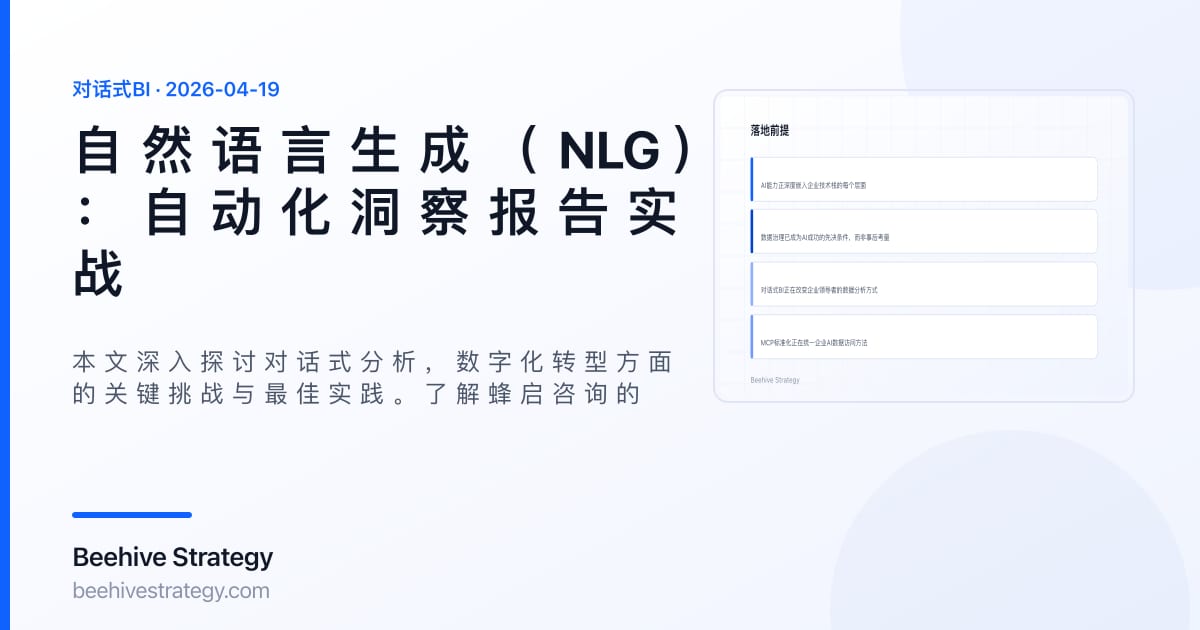 对话式BI · 2026-04-19
自然语言生成（NLG）
：自动化洞察报告实
战
本文深入探讨对话式分析，数字化转型方面
的关键挑战与最佳实践。了解蜂启咨询的
Beehive Strategy
beehivestrategy.com
落地前提
AI能力正深度嵌入企业技术栈的每个层面
数据治理已成为AI成功的先决条件，而非事后考量
对话式BI正在改变企业领导者的数据分析方式
MCP标准化正在统一企业AI数据访问方法
Beehive Strategy